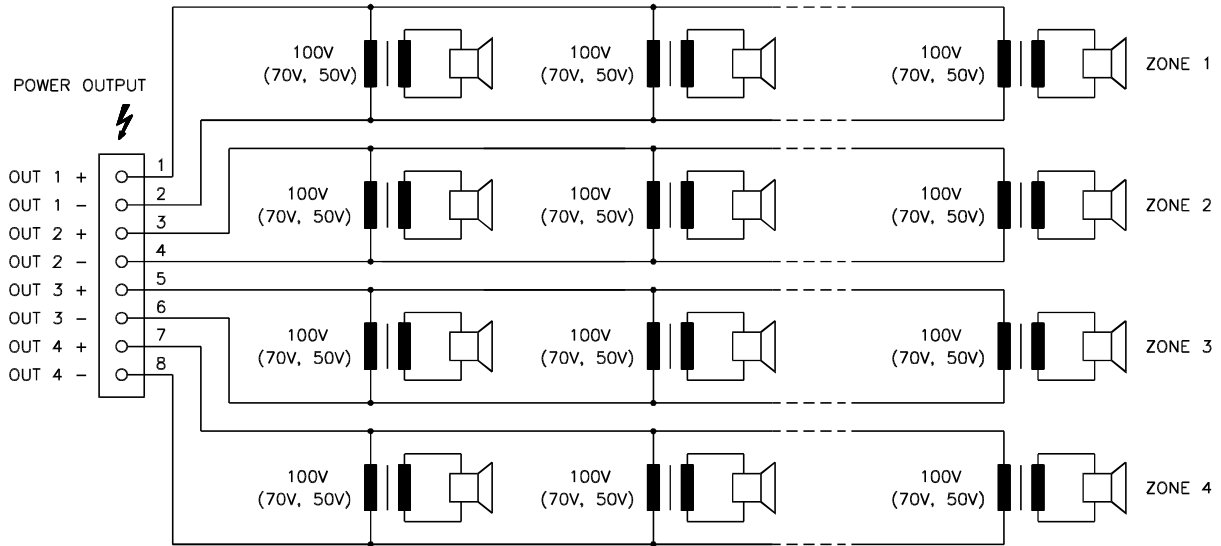 100V
(70V, 50V)
100V
(70V, 50V)
100V
(70V, 50V)
ZONE 1
POWER OUTPUT
OUT 1 + 1
OUT 1 - 2
OUT 2 + 3
OUT 2 - 4
OUT 3 + 5
OUT 3 - 6
OUT 4 + 7
OUT 4 - 8
100V
(70V, 50V)
100V
(70V, 50V)
100V
(70V, 50V)
ZONE 2
100V
(70V, 50V)
100V
(70V, 50V)
100V
(70V, 50V)
ZONE 3
100V
(70V, 50V)
100V
(70V, 50V)
100V
(70V, 50V)
ZONE 4